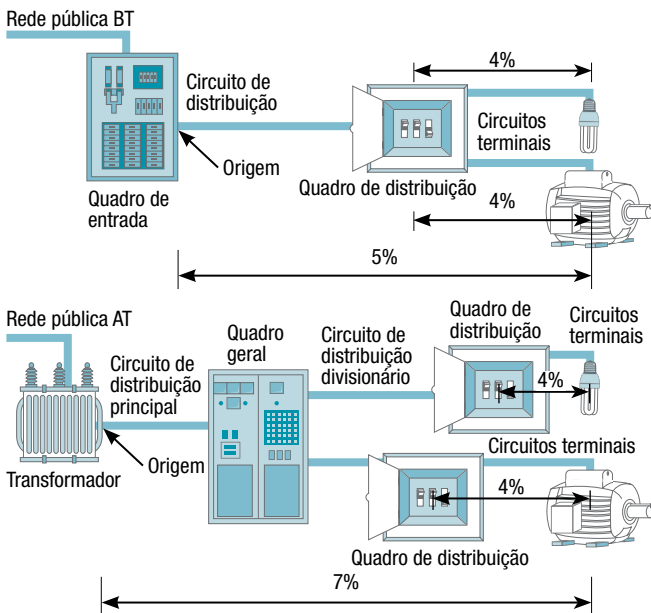 Rede pública BT
4%
Circuito de
distribuição
Circuitos
terminais
Origem
Quadro de
entrada
Quadro de distribuição
4%
5%
Rede pública AT
Quadro de
distribuição
Circuitos
terminais
Quadro
geral
Circuito de
distribuição
divisionário
Circuito de
distribuição
principal
4%
Origem
Transformador
Circuitos terminais
4%
Quadro de distribuição
7%